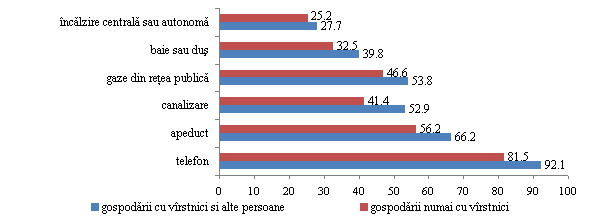 încălzire centrală sau autonomă
25.2
27.7
baie sau duş
32.5
39.8
gaze din reţea publică
46.6
53.8
canalizare
41.4
52.9
apeduct
56.2
66.2
telefon
81.5
92.1
0 10 20 30 40 50 60 70 80 90 100
gospodării cu vîrstnici si alte persoane
gospodării numai cu vîrstnici